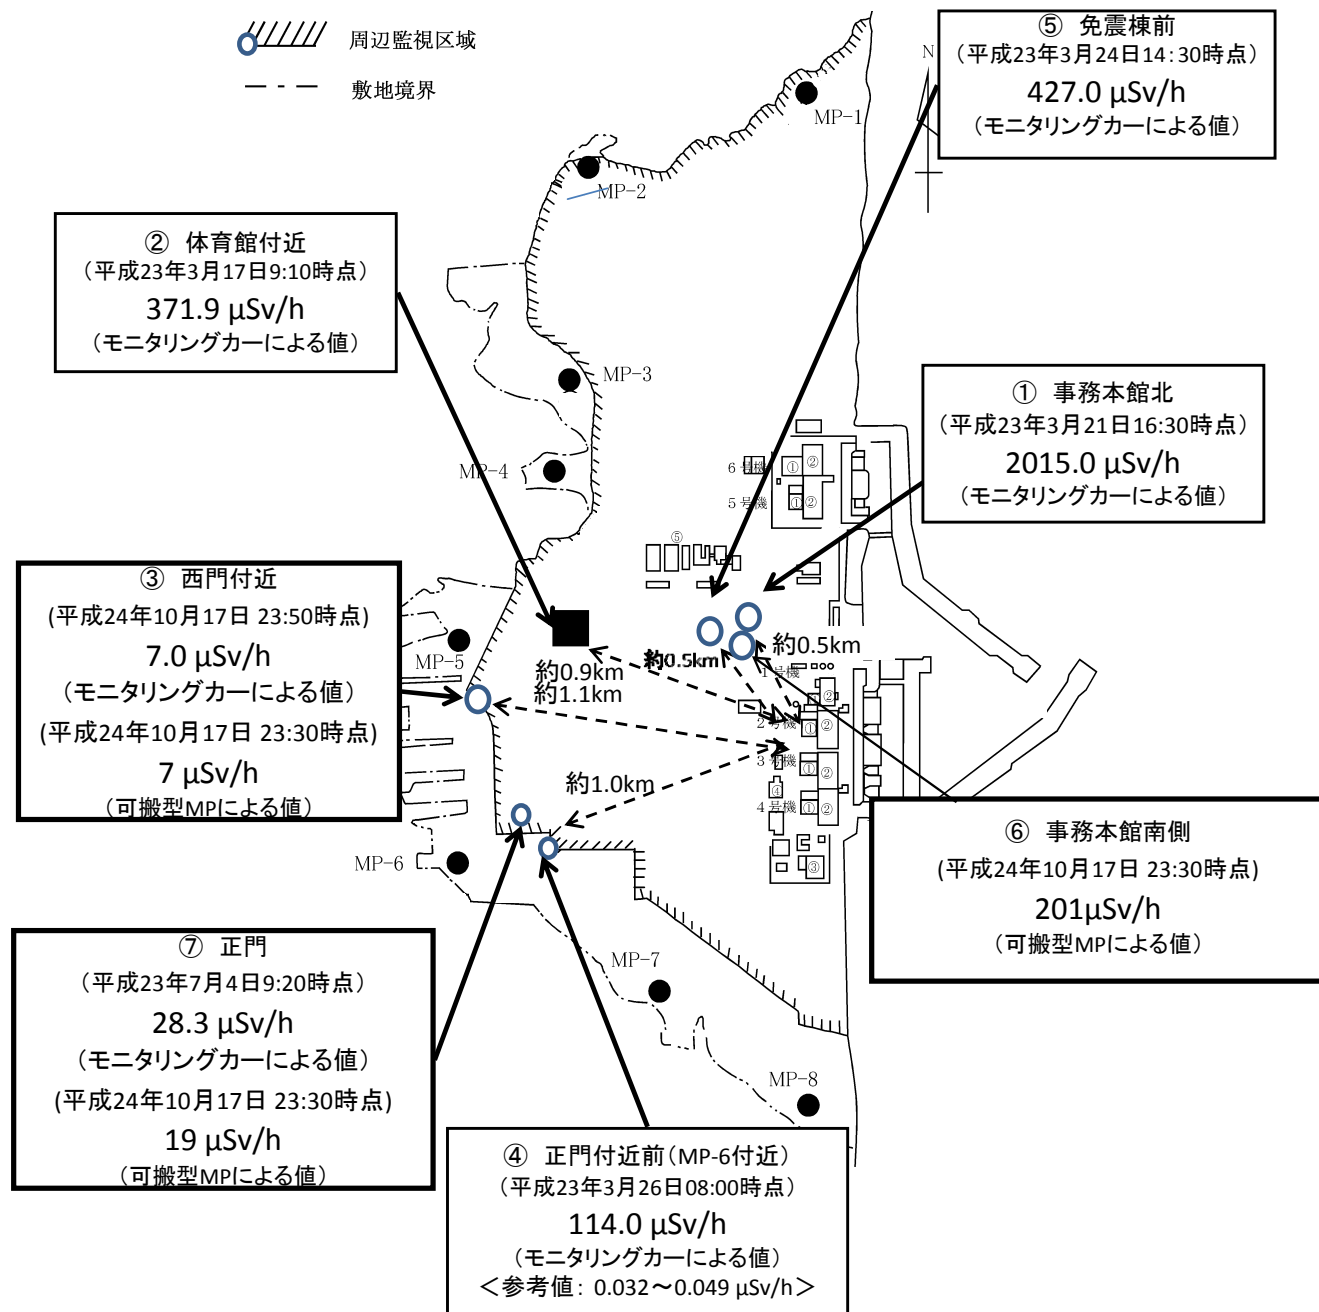 周辺監視区域
敷地境界
⑤ 免震棟前
(平成23年3月24日14:30時点)
427.0 μSv/h
(モニタリングカーによる値)
N
MP-1
MP-2
② 体育館付近
(平成23年3月17日9:10時点)
371.9 μSv/h
(モニタリングカーによる値)
MP-3
① 事務本館北
(平成23年3月21日16:30時点)
2015.0 μSv/h
(モニタリングカーによる値)
MP-4
6号機
① ②
5号機
① ②
⑤
③ 西門付近
(平成24年10月17日 23:50時点)
7.0 μSv/h
(モニタリングカーによる値)
(平成24年10月17日 23:30時点)
7 μSv/h
(可搬型MPによる値)
MP-5
約0.9km
約1.1km
約0.5km
約0.5km
1号機
②
2号機
① ②
3号機
① ②
④
4号機
① ②
③
約1.0km
MP-6
⑥ 事務本館南側
(平成24年10月17日 23:30時点)
201μSv/h
(可搬型MPによる値)
⑦ 正門
(平成23年7月4日9:20時点)
28.3 μSv/h
(モニタリングカーによる値)
(平成24年10月17日 23:30時点)
19 μSv/h
(可搬型MPによる値)
MP-7
MP-8
④ 正門付近前(MP-6付近)
(平成23年3月26日08:00時点)
114.0 μSv/h
(モニタリングカーによる値)
<参考値: 0.032~0.049 μSv/h>